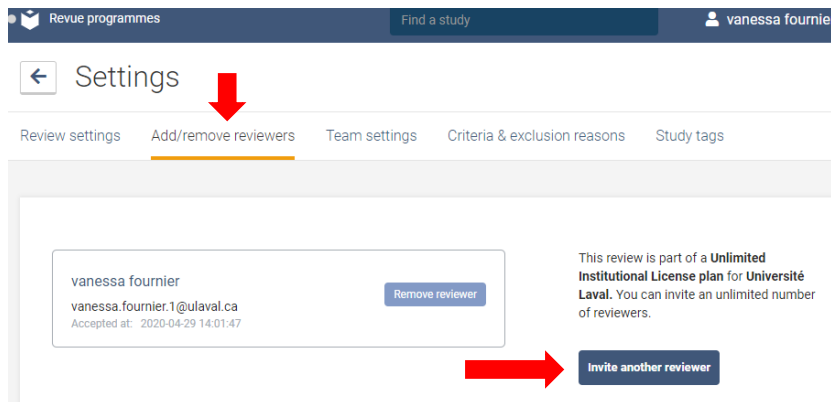 Revue programmes
Find a study
vanessa fournie
Settings
Review settings Add/remove reviewers Team settings Criteria & exclusion reasons Study tags
vanessa fournier
vanessa.fournier.1@ulaval.ca
Accepted at: 2020-04-29 14:01:47
Remove reviewer
This review is part of a Unlimited
Institutional License plan for Université
Laval. You can invite an unlimited number
of reviewers.
Invite another reviewer